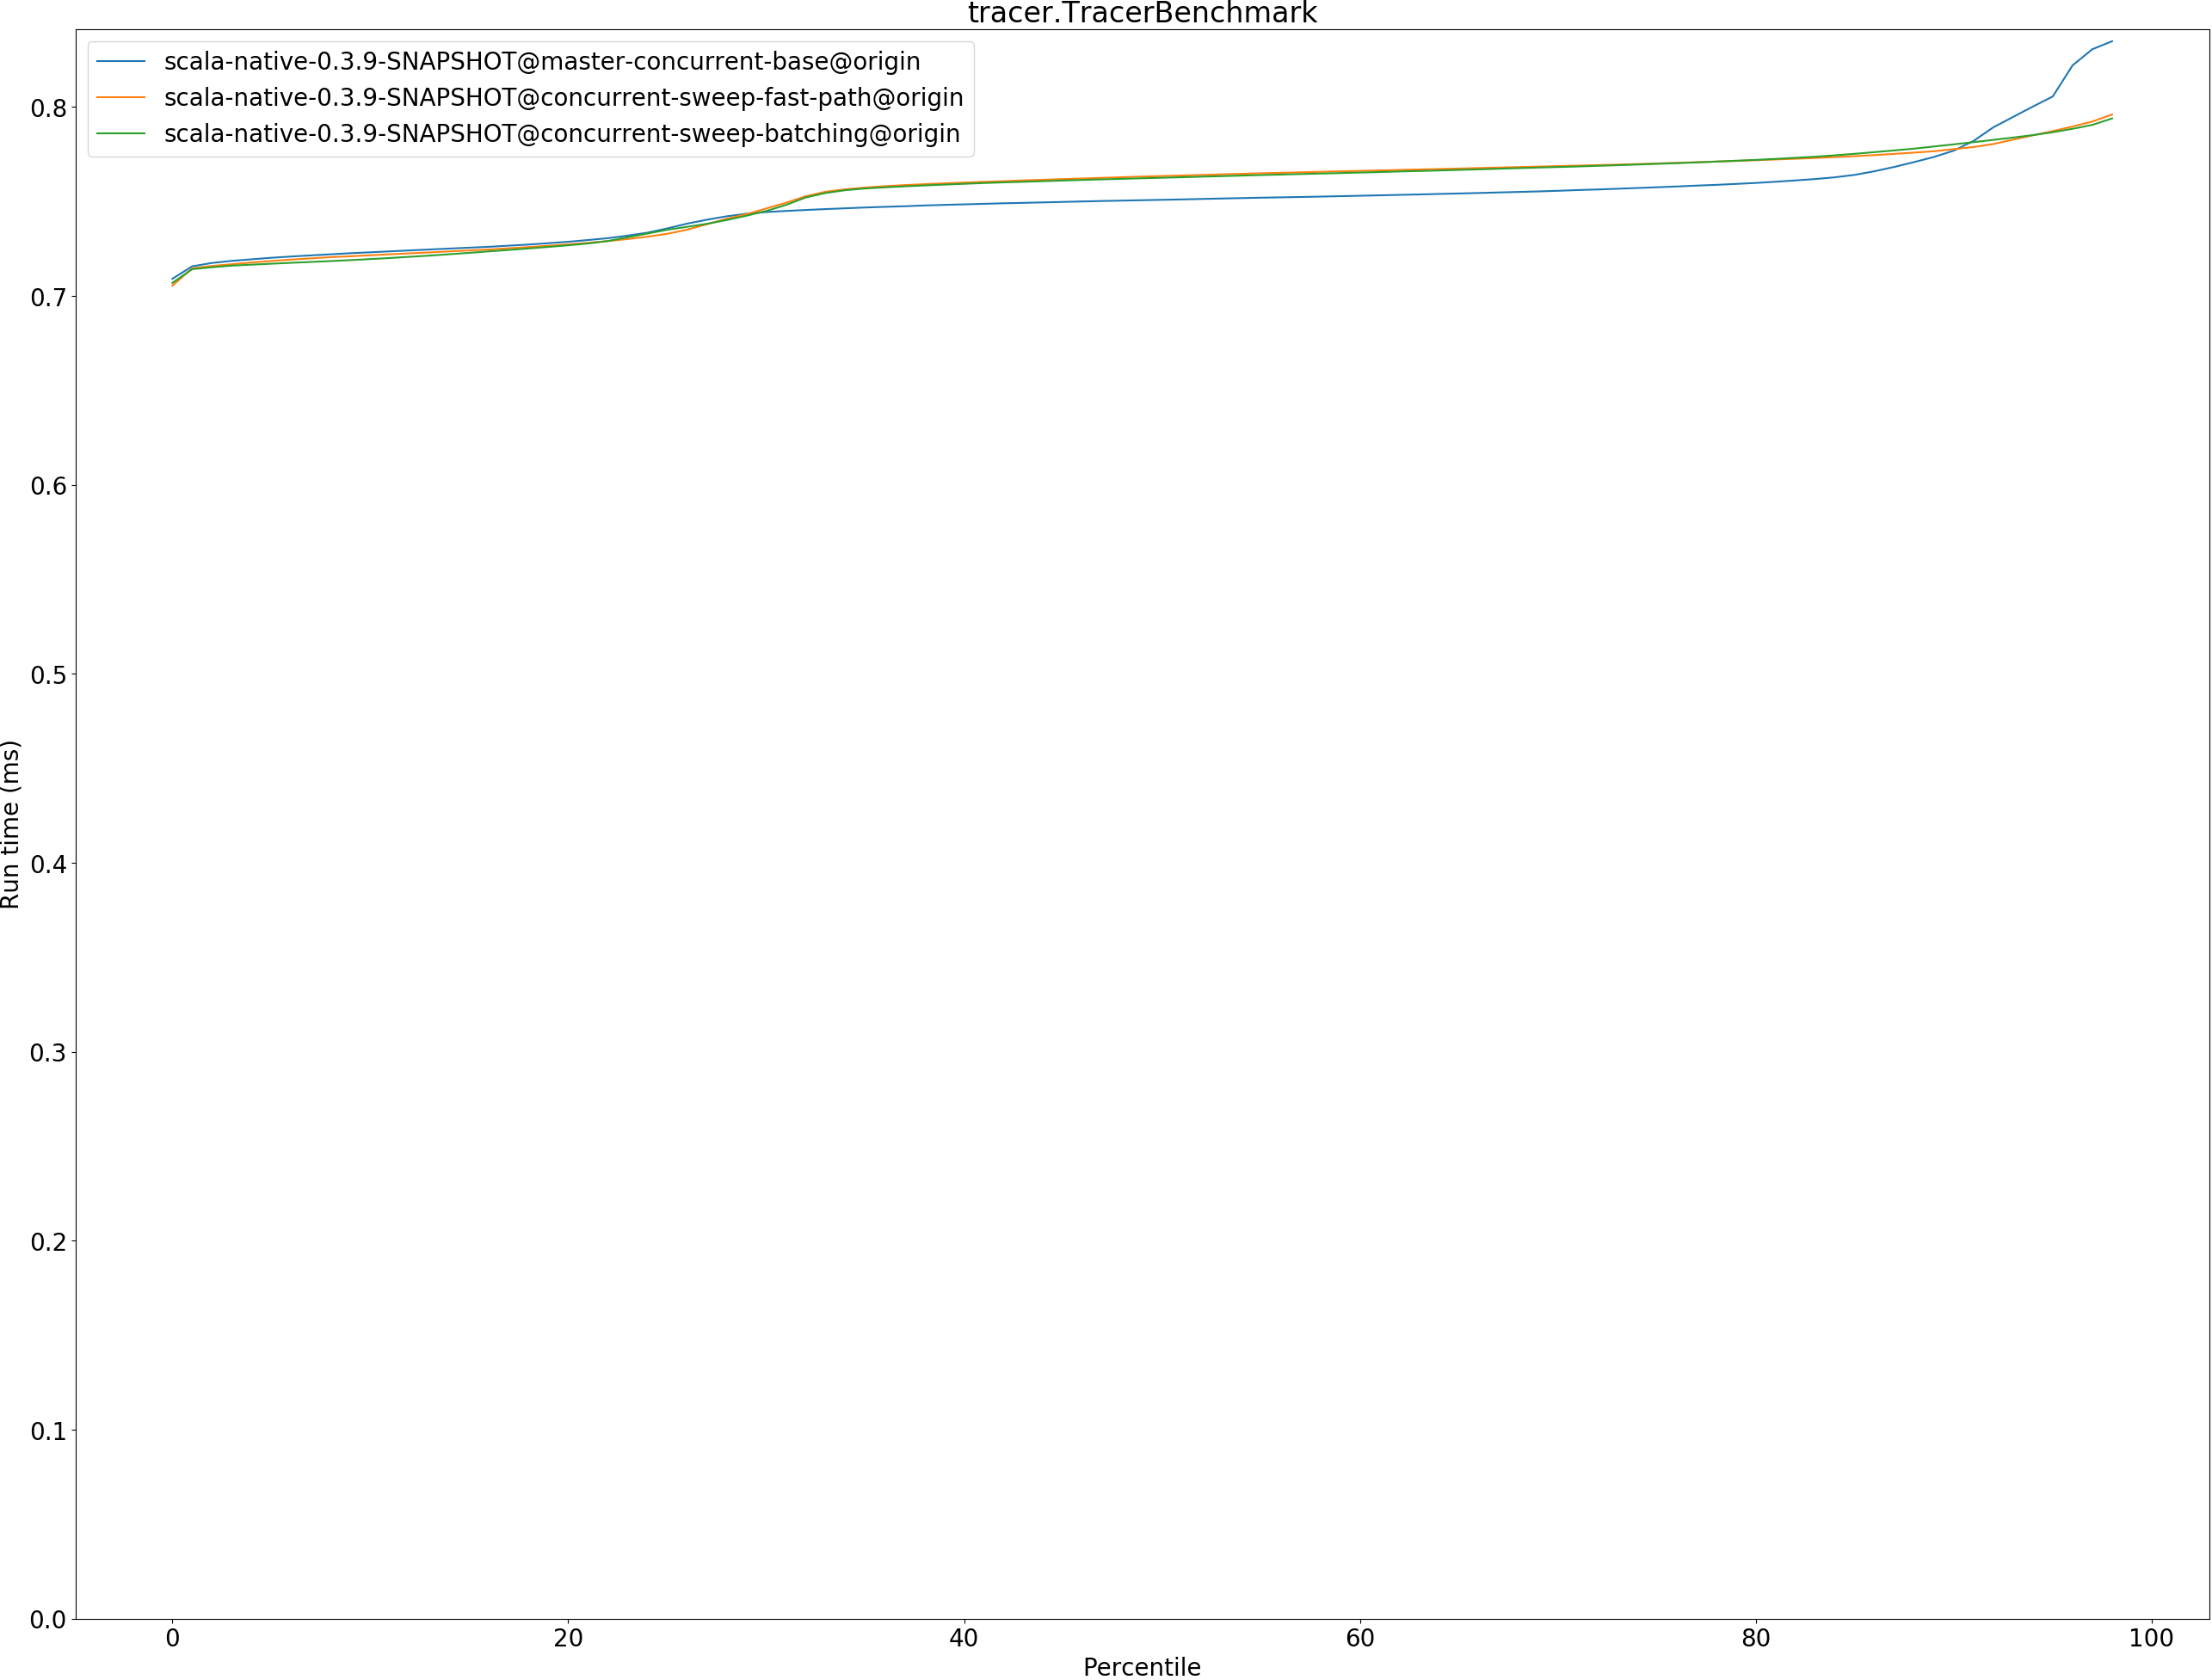 tracer.TracerBenchmark
scala-native-0.3.9-SNAPSHOT@master-concurrent-base@origin
scala-native-0.3.9-SNAPSHOT@concurrent-sweep-fast-path@origin
scala-native-0.3.9-SNAPSHOT@concurrent-sweep-batching@origin
0.8
0.7
0.6
0.5
0.4
0.3
0.2
0.1
0.0
Run time (ms)
0 20 40 60 80 100
Percentile